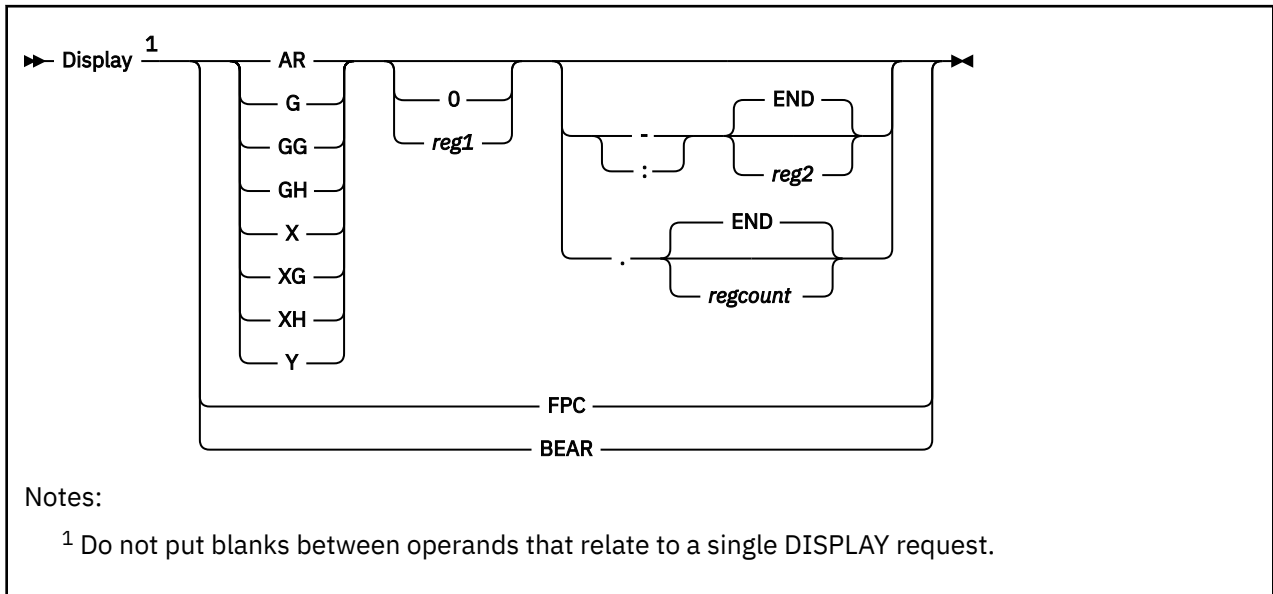 Display 1 AR
G 0 END
GG reg1 -
GH : reg2
X END
XG .
XH regcount
Y
FPC
BEAR
Notes:
1 Do not put blanks between operands that relate to a single DISPLAY request.